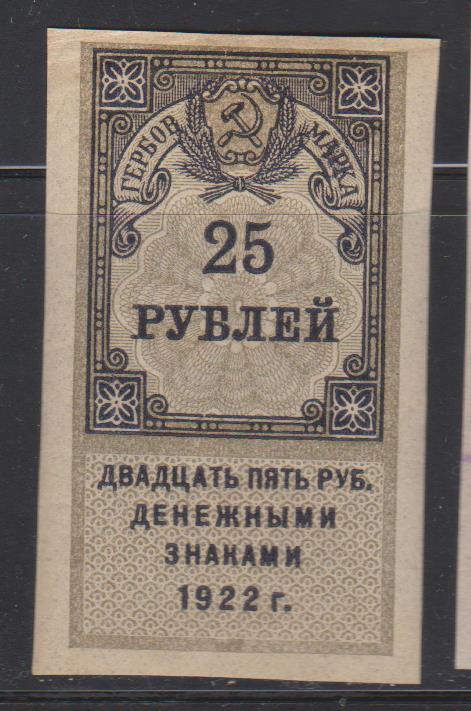 ГЕРБОВ МАРКА
25
РУБЛЕЙ
ДВАДЦАТЬ ПЯТЬ РУБ.
ДЕНЕЖНЫМИ
ЗНАКАМИ
1922 г.